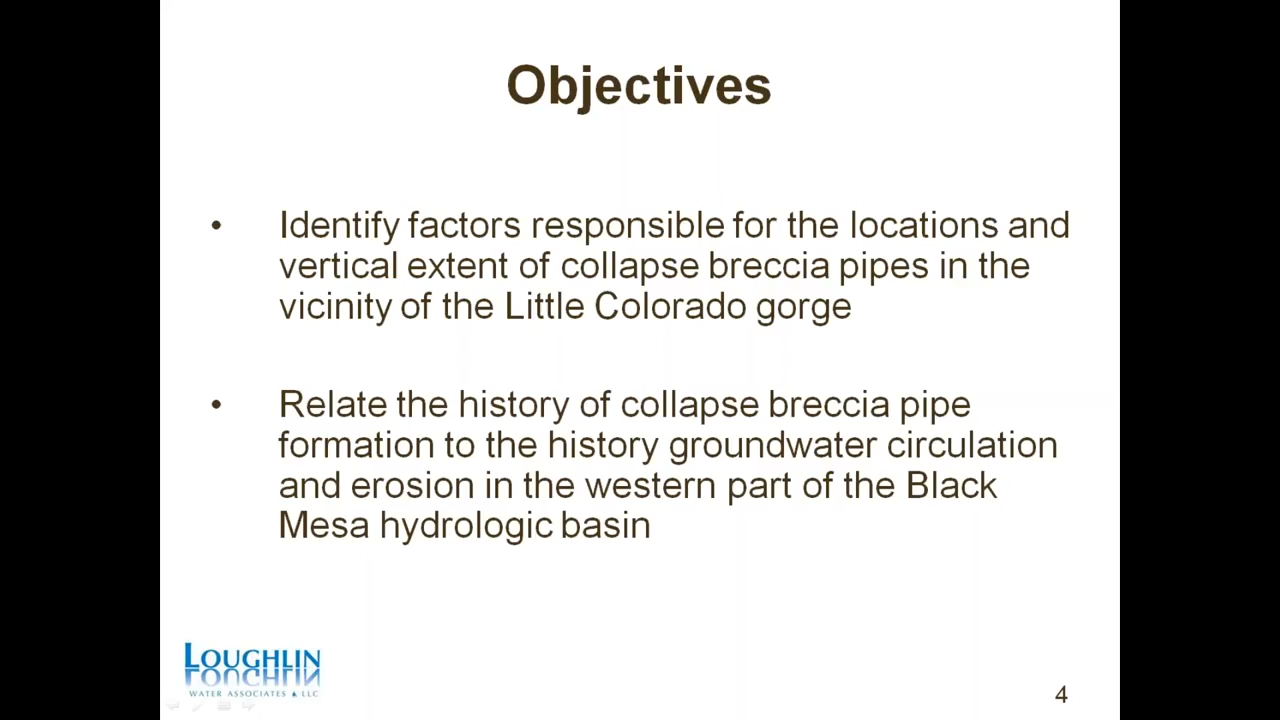 Objectives
• Identify factors responsible for the locations and
vertical extent of collapse breccia pipes in the
vicinity of the Little Colorado gorge
• Relate the history of collapse breccia pipe
formation to the history groundwater circulation
and erosion in the western part of the Black
Mesa hydrologic basin
LOUGHLIN
WATER ASSOCIATES LLC
4